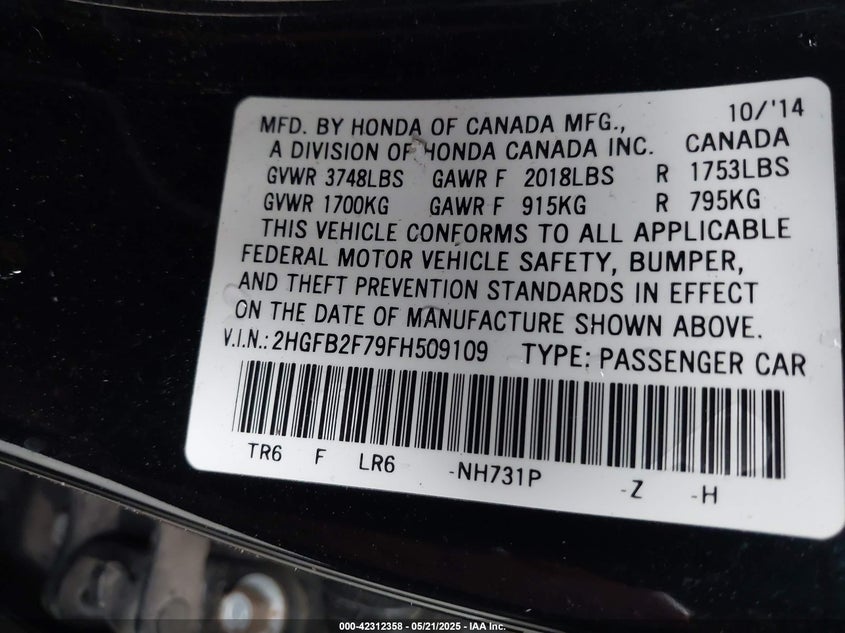 10/'14
MFD. BY HONDA OF CANADA MFG.,
A DIVISION OF HONDA CANADA INC. CANADA
GVWR 3748LBS GAWR F 2018LBS R 1753LBS
GVWR 1700KG GAWR F 915KG R 795KG
THIS VEHICLE CONFORMS TO ALL APPLICABLE
FEDERAL MOTOR VEHICLE SAFETY, BUMPER,
AND THEFT PREVENTION STANDARDS IN EFFECT
ON THE DATE OF MANUFACTURE SHOWN ABOVE.
V.I.N.: 2HGFB2F79FH509109 TYPE: PASSENGER CAR
TR6 F LR6 -NH731P -Z -H
000-42312358 - 05/21/2025 - IAA Inc.